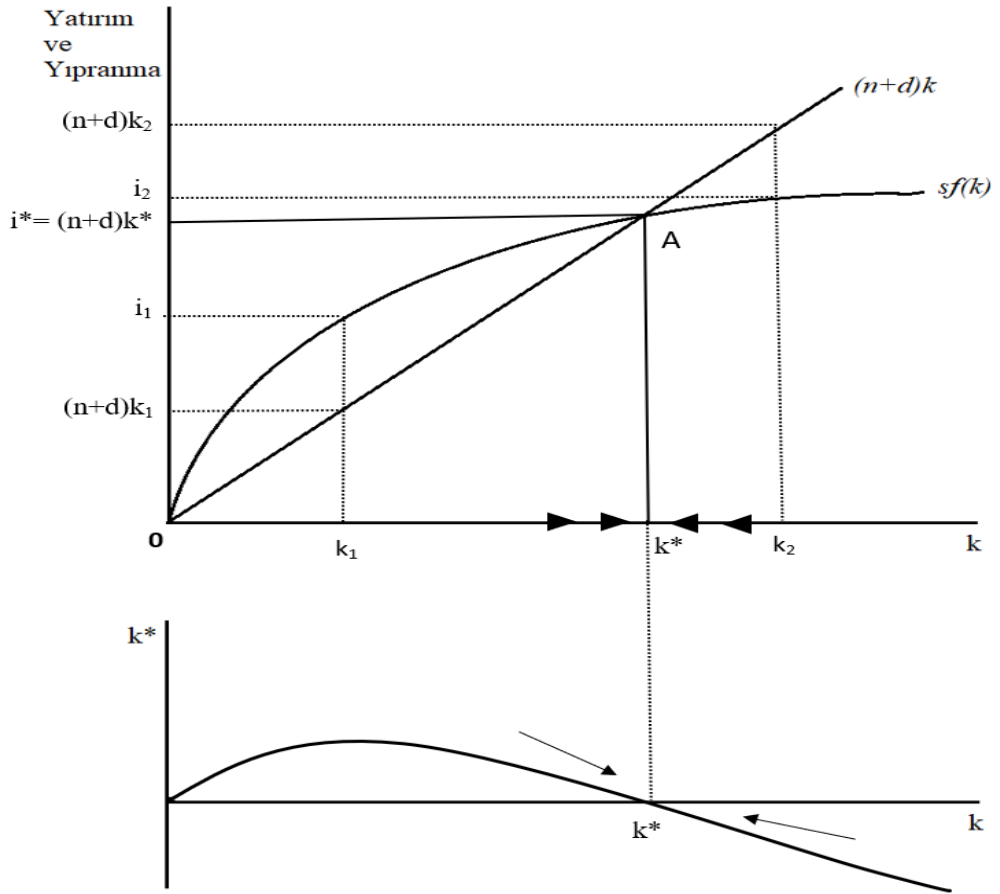 Yatırım
ve
Yıpranma
(n+d)k
(n+d)k₂
i₂
sf(k)
i*= (n+d)k*
A
i₁
(n+d)k₁
0
k₁
k*
k₂
k
k*
k*
k